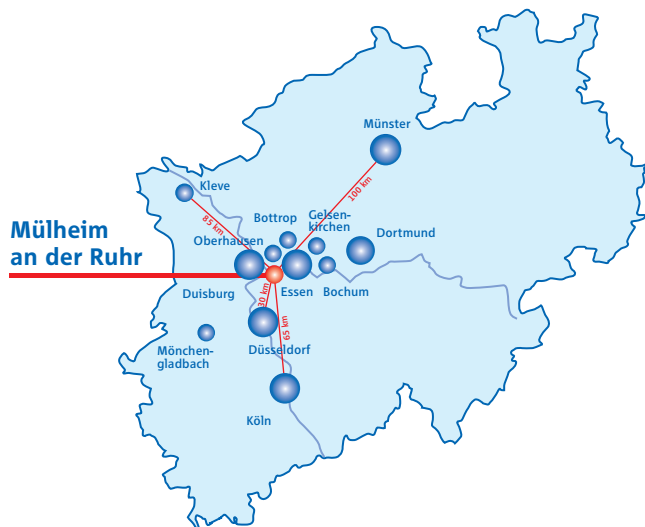 Münster
100 km
Kleve
85 km
Bottrop
Gelsen-
kirchen
Mülheim
an der Ruhr
Oberhausen
Dortmund
Duisburg
30 km
Essen
Bochum
65 km
Mönchen-
gladbach
Düsseldorf
Köln